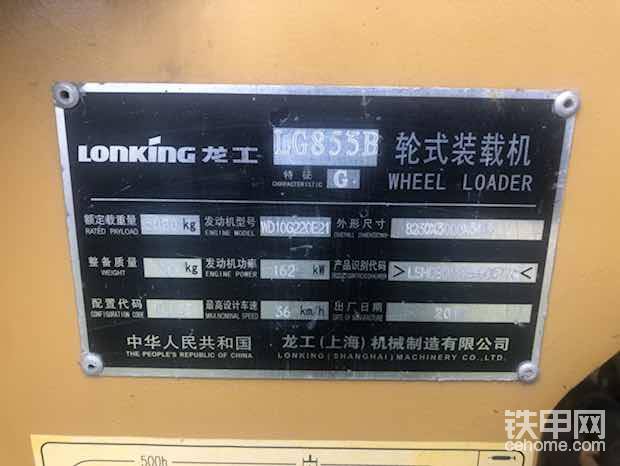 LONKING 龙工 LG855B 轮式装载机
特征 G. WHEEL LOADER
CHARACTERISTIC
额定载重量 kg 发动机型号 WD10G220E21 外形尺寸
RATED PAYLOAD ENGINE MODEL OVERALL DIMENSIONS
整备质量 发动机功率 162 kW 产品识别代码
WEIGHT ENGINE POWER
配置代码 最高设计车速 36 km/h 出厂日期
CONFIGURATION CODE MAX.NOMINAL SPEED DATE OF MANUFACTURE
中华人民共和国 龙工(上海)机械制造有限公司
THE PEOPLE'S REPUBLIC OF CHINA LONKING (SHANGHAI) MACHINERY CO.,LTD.
500h
铁甲网
cehome.com